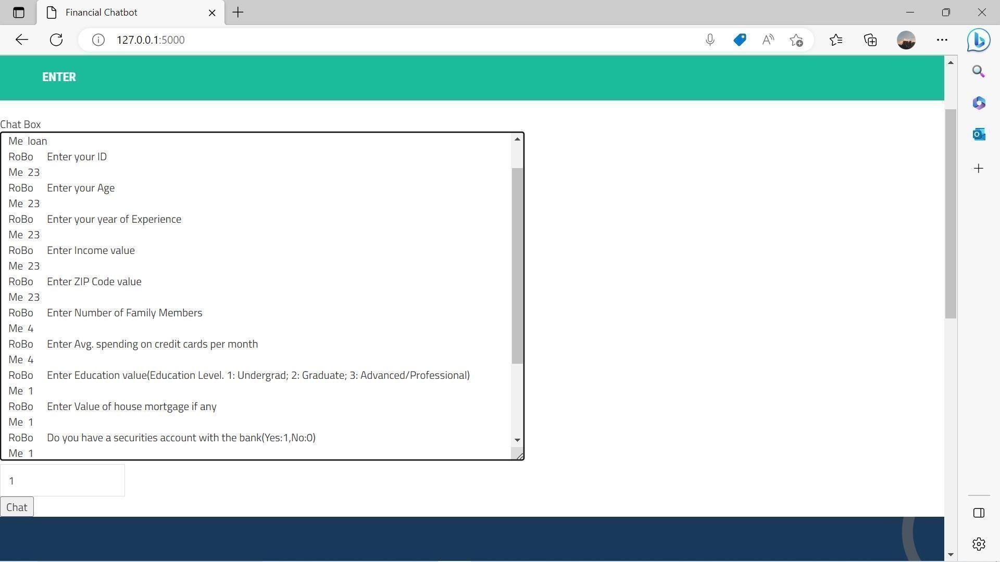 Financial Chatbot
127.0.0.1:5000
ENTER
Chat Box
Me loan
RoBo Enter your ID
Me 23
RoBo Enter your Age
Me 23
RoBo Enter your year of Experience
Me 23
RoBo Enter Income value
Me 23
RoBo Enter ZIP Code value
Me 23
RoBo Enter Number of Family Members
Me 4
RoBo Enter Avg. spending on credit cards per month
Me 4
RoBo Enter Education value(Education Level. 1: Undergrad; 2: Graduate; 3: Advanced/Professional)
Me 1
RoBo Enter Value of house mortgage if any
Me 1
RoBo Do you have a securities account with the bank(Yes:1,No:0)
Me 1
1
Chat